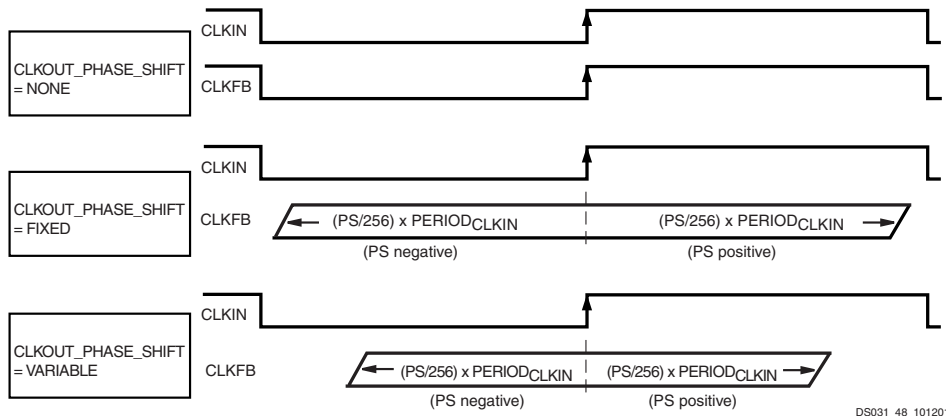 CLKIN
CLKOUT_PHASE_SHIFT
= NONE
CLKFB
CLKIN
CLKOUT_PHASE_SHIFT
= FIXED
CLKFB
(PS/256) x PERIODCLKIN
(PS/256) x PERIODCLKIN
(PS negative)
(PS positive)
CLKIN
CLKOUT_PHASE_SHIFT
= VARIABLE
CLKFB
(PS/256) x PERIODCLKIN
(PS/256) x PERIODCLKIN
(PS negative)
(PS positive)
DS031_48_101201